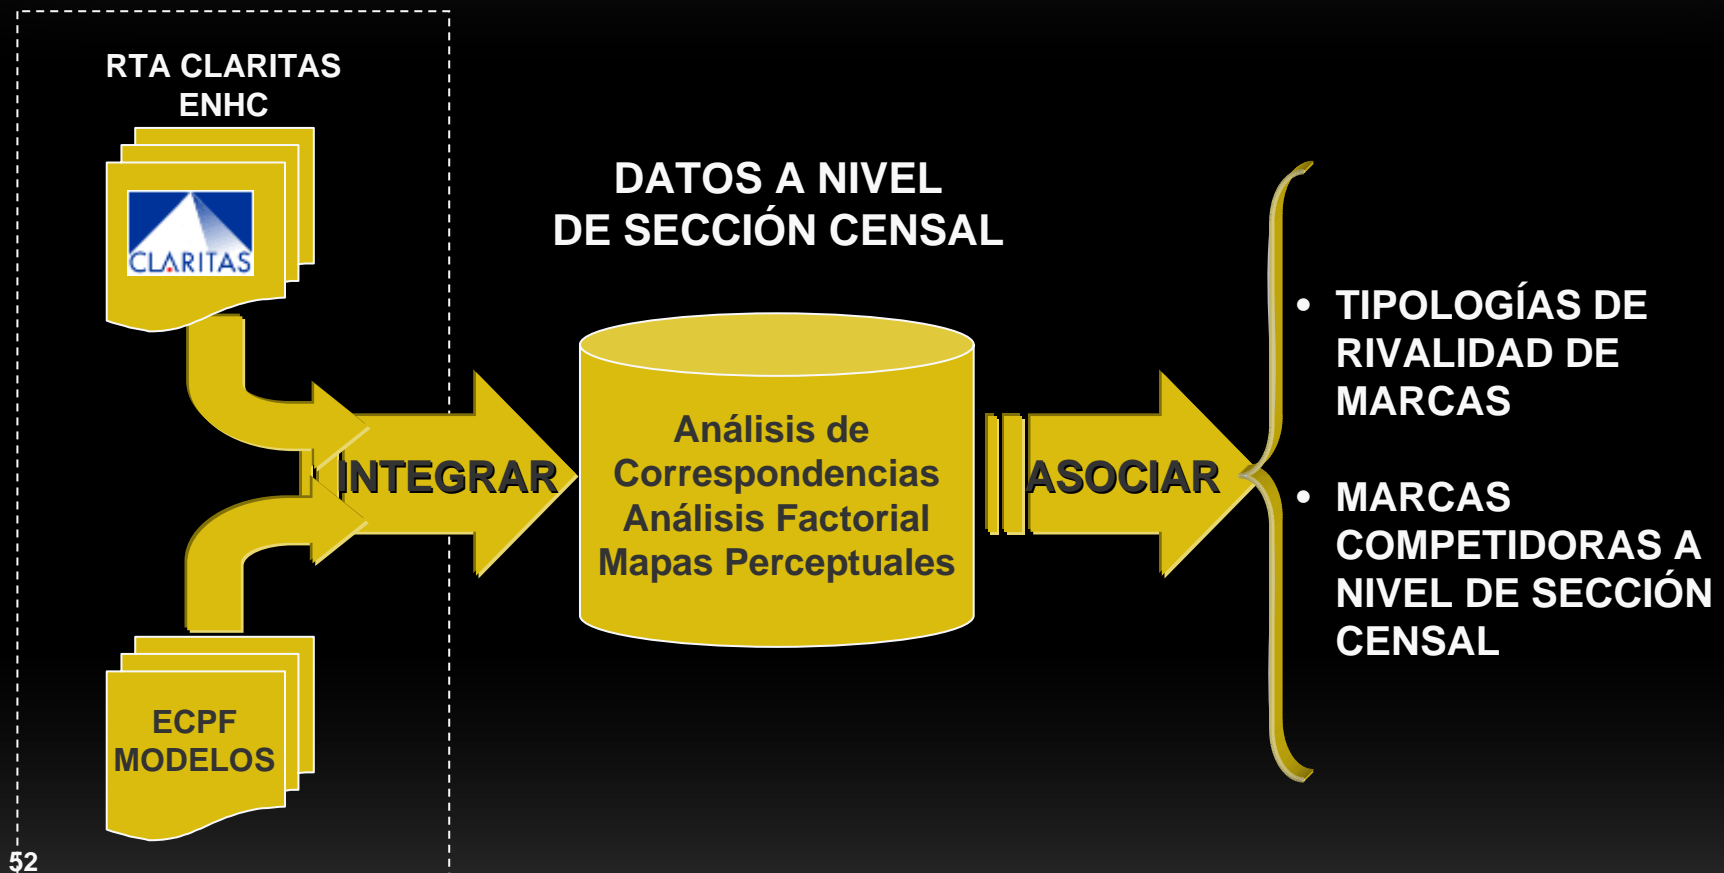 RTA CLARITAS
ENHC
CLARITAS
DATOS A NIVEL
DE SECCIÓN CENSAL
INTEGRAR
Análisis de
Correspondencias
Análisis Factorial
Mapas Perceptuales
ASOCIAR
• TIPOLOGÍAS DE
RIVALIDAD DE
MARCAS
• MARCAS
COMPETIDORAS A
NIVEL DE SECCIÓN
CENSAL
ECPF
MODELOS
52